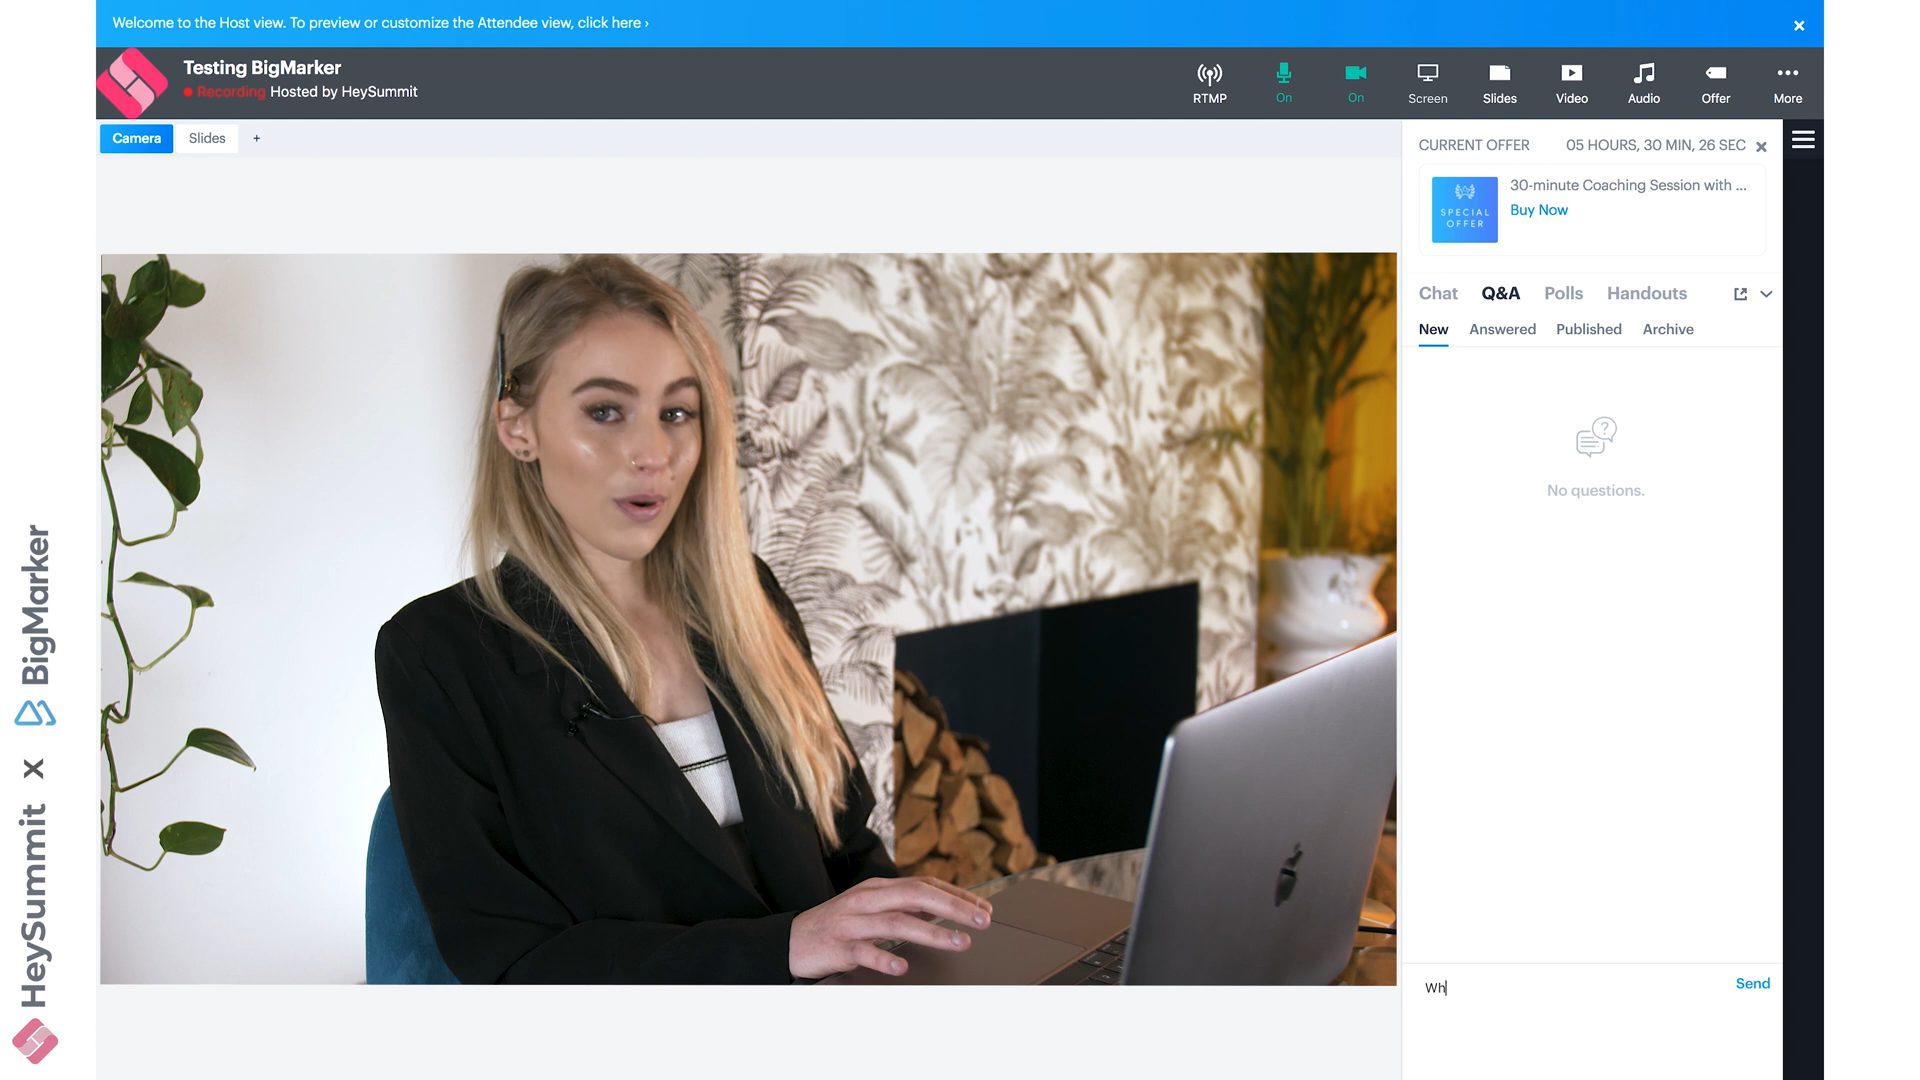 Welcome to the Host view. To preview or customize the Attendee view, click here ›
Testing BigMarker
Recording Hosted by HeySummit
RTMP
On
On
Screen
Slides
Video
Audio
Offer
More
Camera
Slides
+
CURRENT OFFER 05 HOURS, 30 MIN, 26 SEC
SPECIAL
OFFER
30-minute Coaching Session with ...
Buy Now
Chat Q&A Polls Handouts
New Answered Published Archive
No questions.
Wh
Send
HeySummit X BigMarker